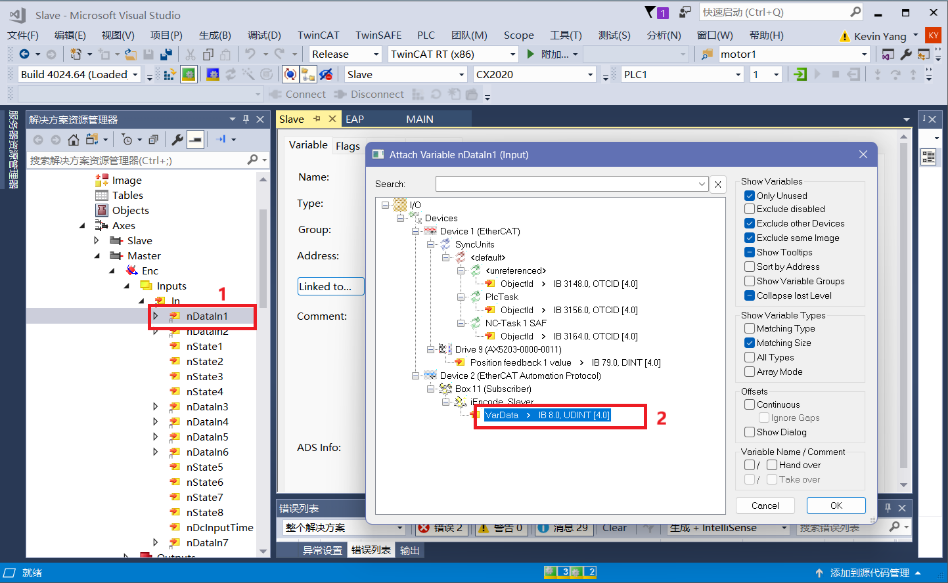 Slave - Microsoft Visual Studio
1
快速启动 (Ctrl+Q)
文件(F) 编辑(E) 视图(V) 项目(P) 生成(B) 调试(D) TwinCAT TwinSAFE PLC 团队(M) Scope 工具(T) 测试(S) 分析(N) 窗口(W) 帮助(H) Kevin Yang KY
Release TwinCAT RT (x86) 附加... motor1
Build 4024.64 (Loaded Slave CX2020 PLC1 1
Connect Disconnect
解决方案资源管理器
搜索解决方案资源管理器(Ctrl+;)
Image
Tables
Objects
Axes
Slave
Master
Enc
Inputs
In
nDataIn1
1
nDataIn2
nState1
nState2
nState3
nState4
nDataIn3
nDataIn4
nDataIn5
nDataIn6
nState5
nState6
nState7
nState8
nDcInputTime
nDataIn7
Outputs
Slave EAP MAIN
Variable Flags
Name:
Type:
Group:
Address:
Linked to...
Comment:
ADS Info:
Attach Variable nDataIn1 (Input)
Search:
I/O
Devices
Device 1 (EtherCAT)
SyncUnits
<default>
<unreferenced>
ObjectId > IB 3148.0, OTCID [4.0]
PlcTask
ObjectId > IB 3156.0, OTCID [4.0]
NC-Task 1 SAF
ObjectId > IB 3164.0, OTCID [4.0]
Drive 9 (AX5203-0000-0011)
Position feedback 1 value > IB 79.0, DINT [4.0]
Device 2 (EtherCAT Automation Protocol)
Box 11 (Subscriber)
VarData > IB 8.0, UDINT [4.0]
2
Show Variables
Only Unused
Exclude disabled
Exclude other Devices
Exclude same Image
Show Tooltips
Sort by Address
Show Variable Groups
Collapse last Level
Show Variable Types
Matching Type
Matching Size
All Types
Array Mode
Offsets
Continuous
Ignore Gaps
Show Dialog
Variable Name / Comment
/ Hand over
/ Take over
Cancel OK
错误列表
整个解决方案 错误 2 警告 0 消息 29 Clear 生成 + IntelliSense 搜索错误列表
异常设置 错误列表 输出
就绪 3 2 添加到源代码管理